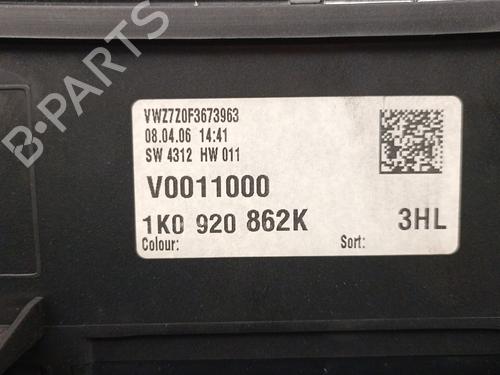 VWZ7Z0F3673963
08.04.06 14:41
SW 4312 HW 011
V0011000
1K0 920 862K 3HL
Colour: Sort:
B-PARTS